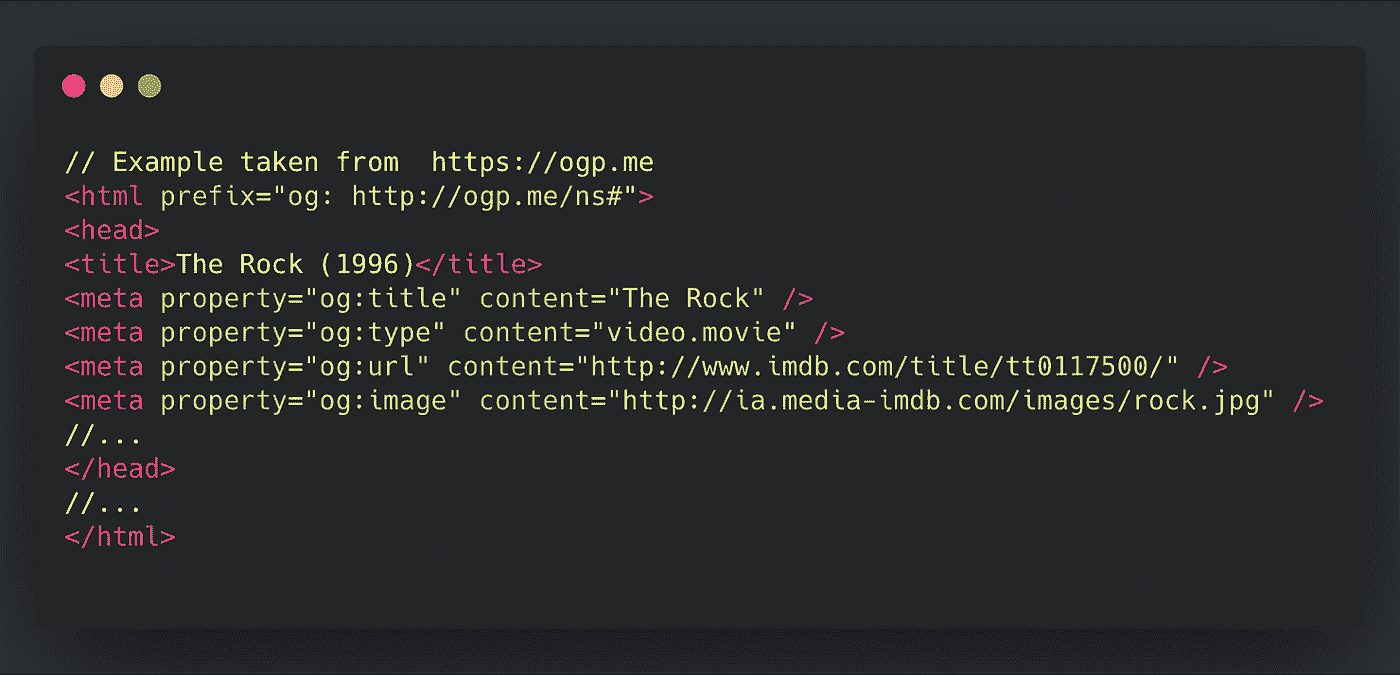 // Example taken from  https://ogp.me
<html prefix="og: http://ogp.me/ns#">
<head>
<title>The Rock (1996)</title>
<meta property="og:title" content="The Rock" />
<meta property="og:type" content="video.movie" />
<meta property="og:url" content="http://www.imdb.com/title/tt0117500/" />
<meta property="og:image" content="http://ia.media-imdb.com/images/rock.jpg" />
//...
</head>
//...
</html>